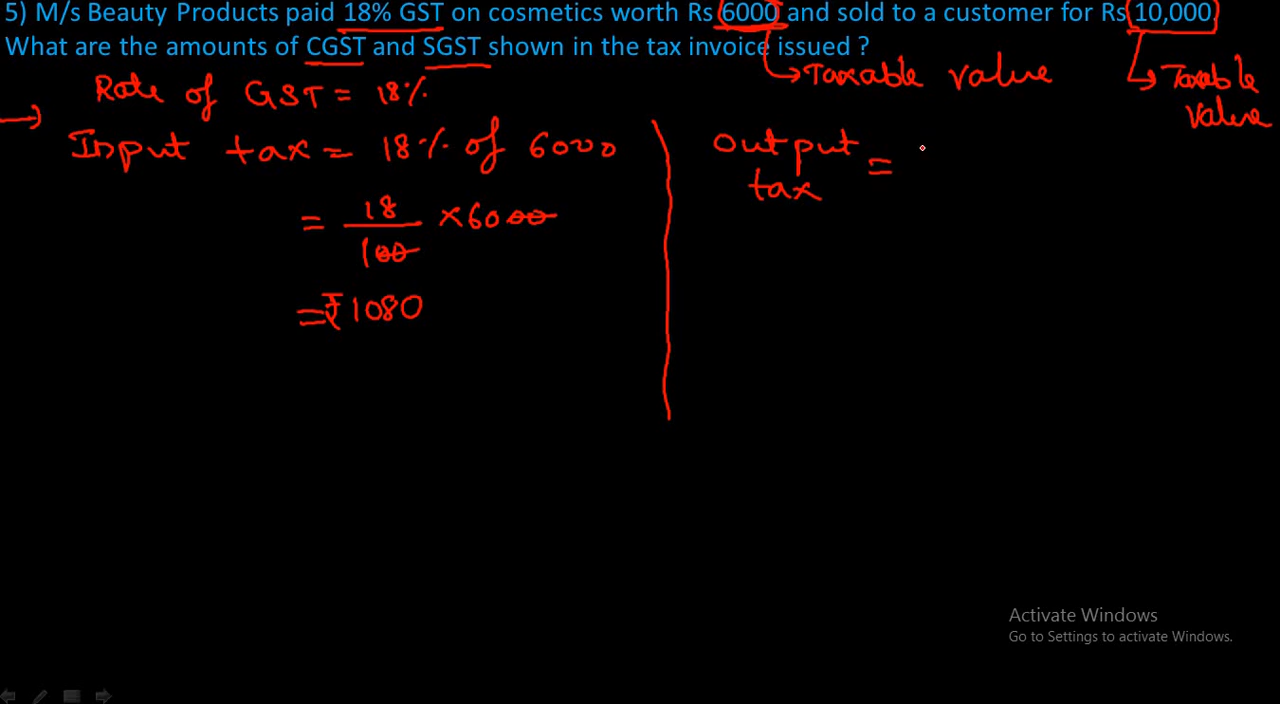 5) M/s Beauty Products paid 18% GST on cosmetics worth Rs 6000 and sold to a customer for Rs 10,000.
What are the amounts of CGST and SGST shown in the tax invoice issued ?
Taxable value
Taxable
value
Rate of GST = 18%
→
Input tax = 18% of 6000
= 18/100 × 6000
= ₹1080
output
tax =
Activate Windows
Go to Settings to activate Windows.